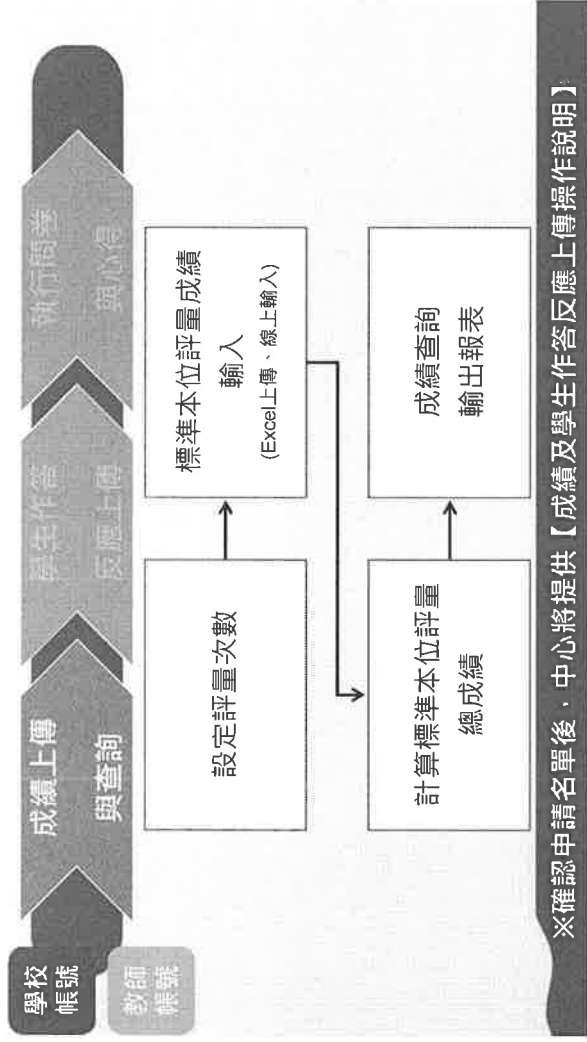 學校
帳號
教師
帳號
成績上傳
與查詢
學生作答
反應上傳
執行問卷
與心得
設定評量次數
標準本位評量成績
輸入
(Excel上傳、線上輸入)
計算標準本位評量
總成績
成績查詢
輸出報表
※確認申請名單後，中心將提供【成績及學生作答反應上傳操作說明】